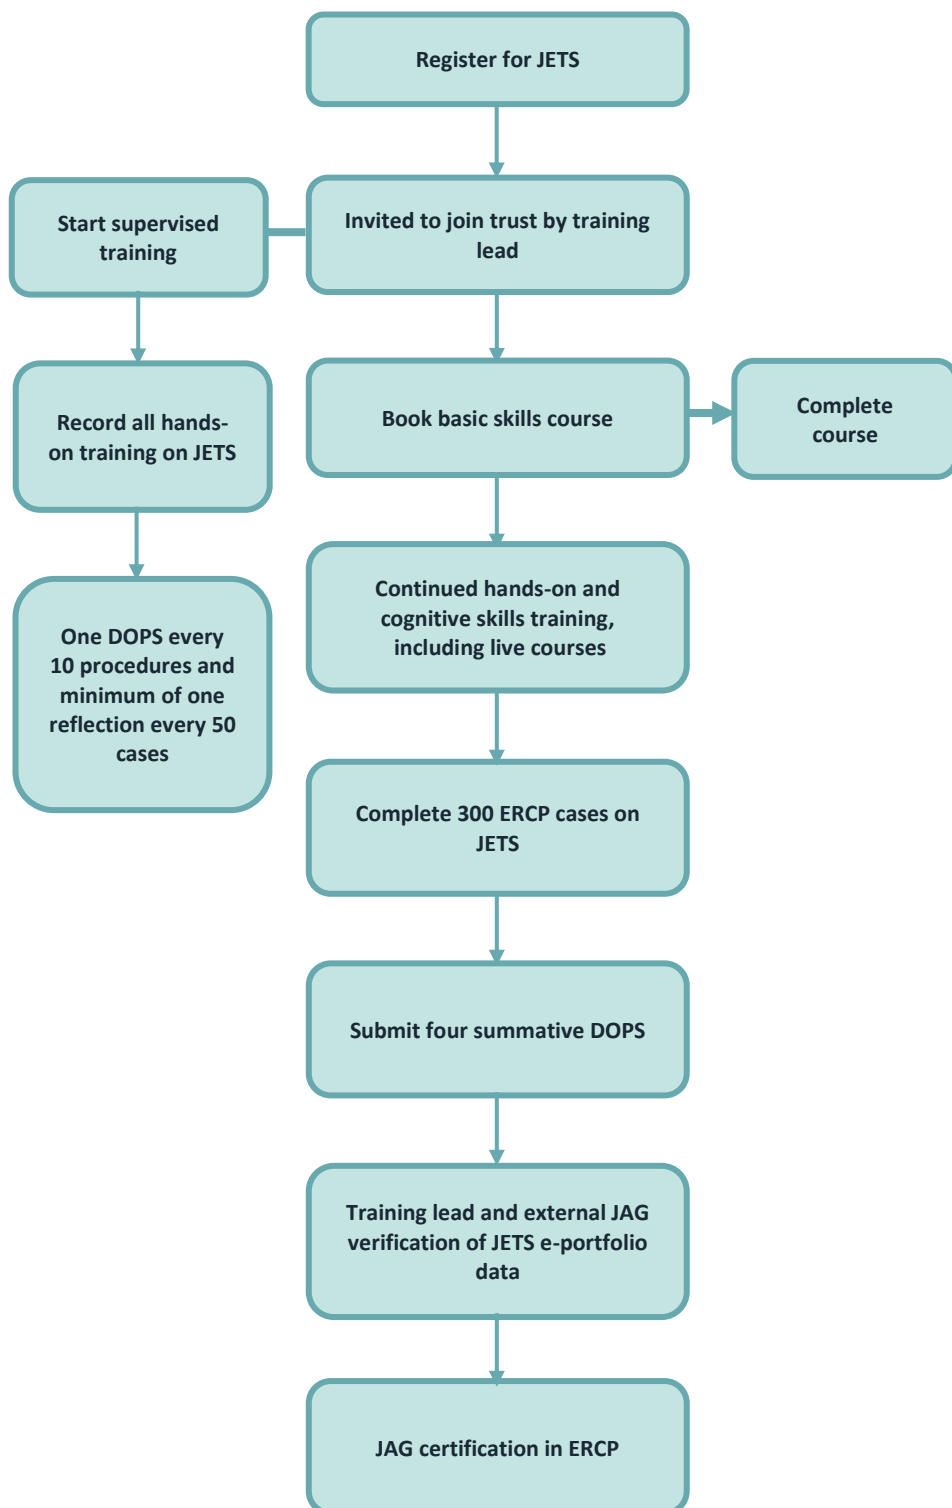 Register for JETS
Start supervised
training
Invited to join trust by training
lead
Record all hands-
on training on JETS
Book basic skills course
Complete
course
One DOPS every
10 procedures and
minimum of one
reflection every 50
cases
Continued hands-on and
cognitive skills training,
including live courses
Complete 300 ERCP cases on
JETS
Submit four summative DOPS
Training lead and external JAG
verification of JETS e-portfolio
data
JAG certification in ERCP